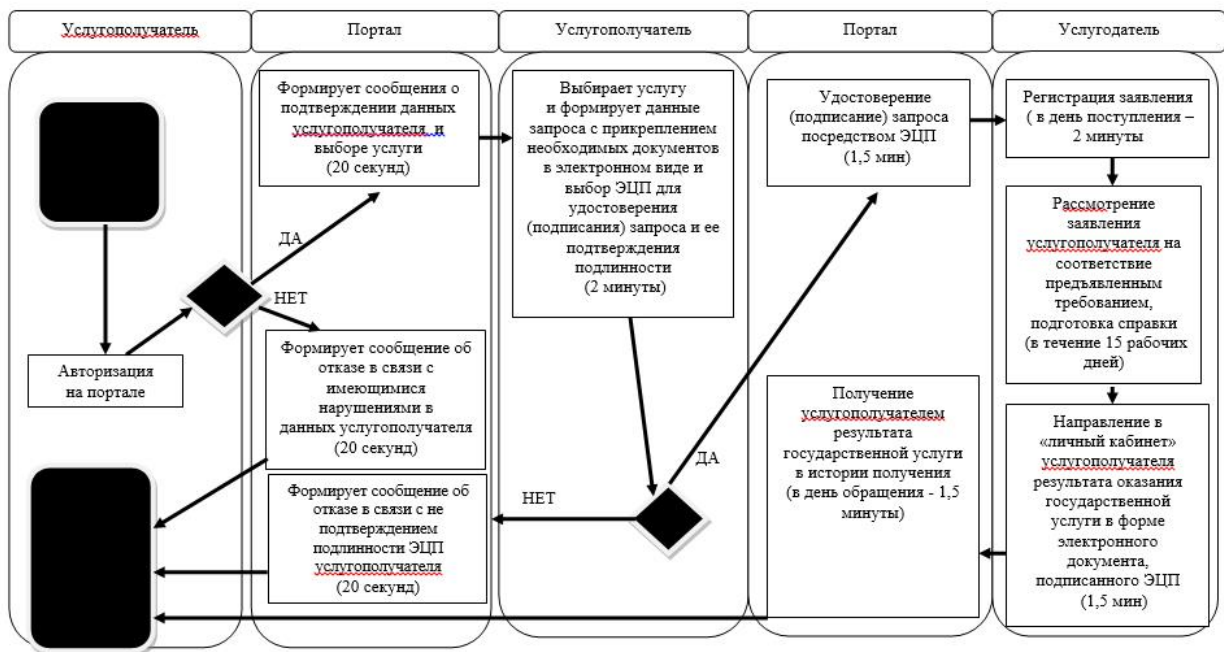 Услугополучатель
Портал
Услугополучатель
Портал
Услугодатель
Формирует сообщения о
подтверждении данных
услугополучателя, и
выборе услуги
(20 секунд)
Выбирает услугу
и формирует данные
запроса с прикреплением
необходимых документов
в электронном виде и
выбор ЭЦП для
удостоверения
(подписания) запроса и ее
подтверждения
подлинности
(2 минуты)
Удостоверение
(подписание) запроса
посредством ЭЦП
(1,5 мин)
Регистрация заявления
( в день поступления –
2 минуты
Рассмотрение
заявления
услугополучателя на
соответствие
предъявленным
требованием,
подготовка справки
(в течение 15 рабочих
дней)
ДА
НЕТ
Авторизация
на портале
Формирует сообщение об
отказе в связи с
имеющимися
нарушениями в
данных услугополучателя
(20 секунд)
Получение
услугополучателем
результата
государственной услуги
в истории получения
(в день обращения - 1,5
минуты)
Направление в
«личный кабинет»
услугополучателя
результата оказания
государственной
услуги в форме
электронного
документа,
подписанного ЭЦП
(1,5 мин)
ДА
НЕТ
Формирует сообщение об
отказе в связи с не
подтверждением
подлинности ЭЦП
услугополучателя
(20 секунд)